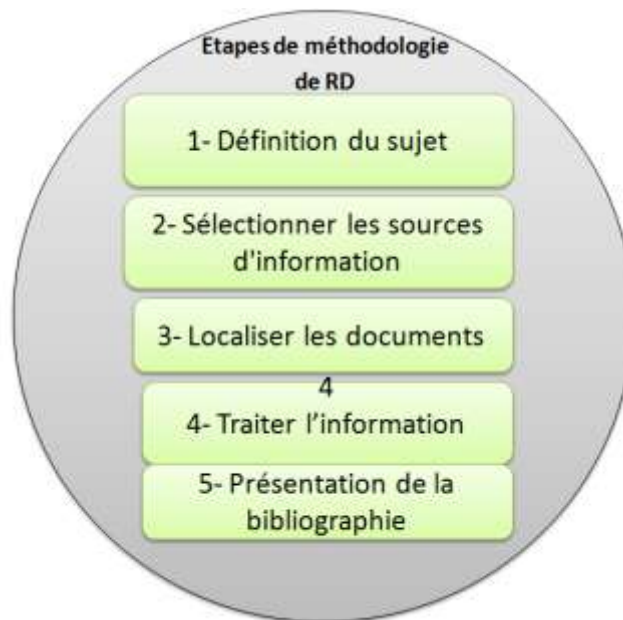 Etapes de méthodologie
de RD
1- Définition du sujet
2- Sélectionner les sources
d'information
3- Localiser les documents
4
4- Traiter l’information
5- Présentation de la
bibliographie